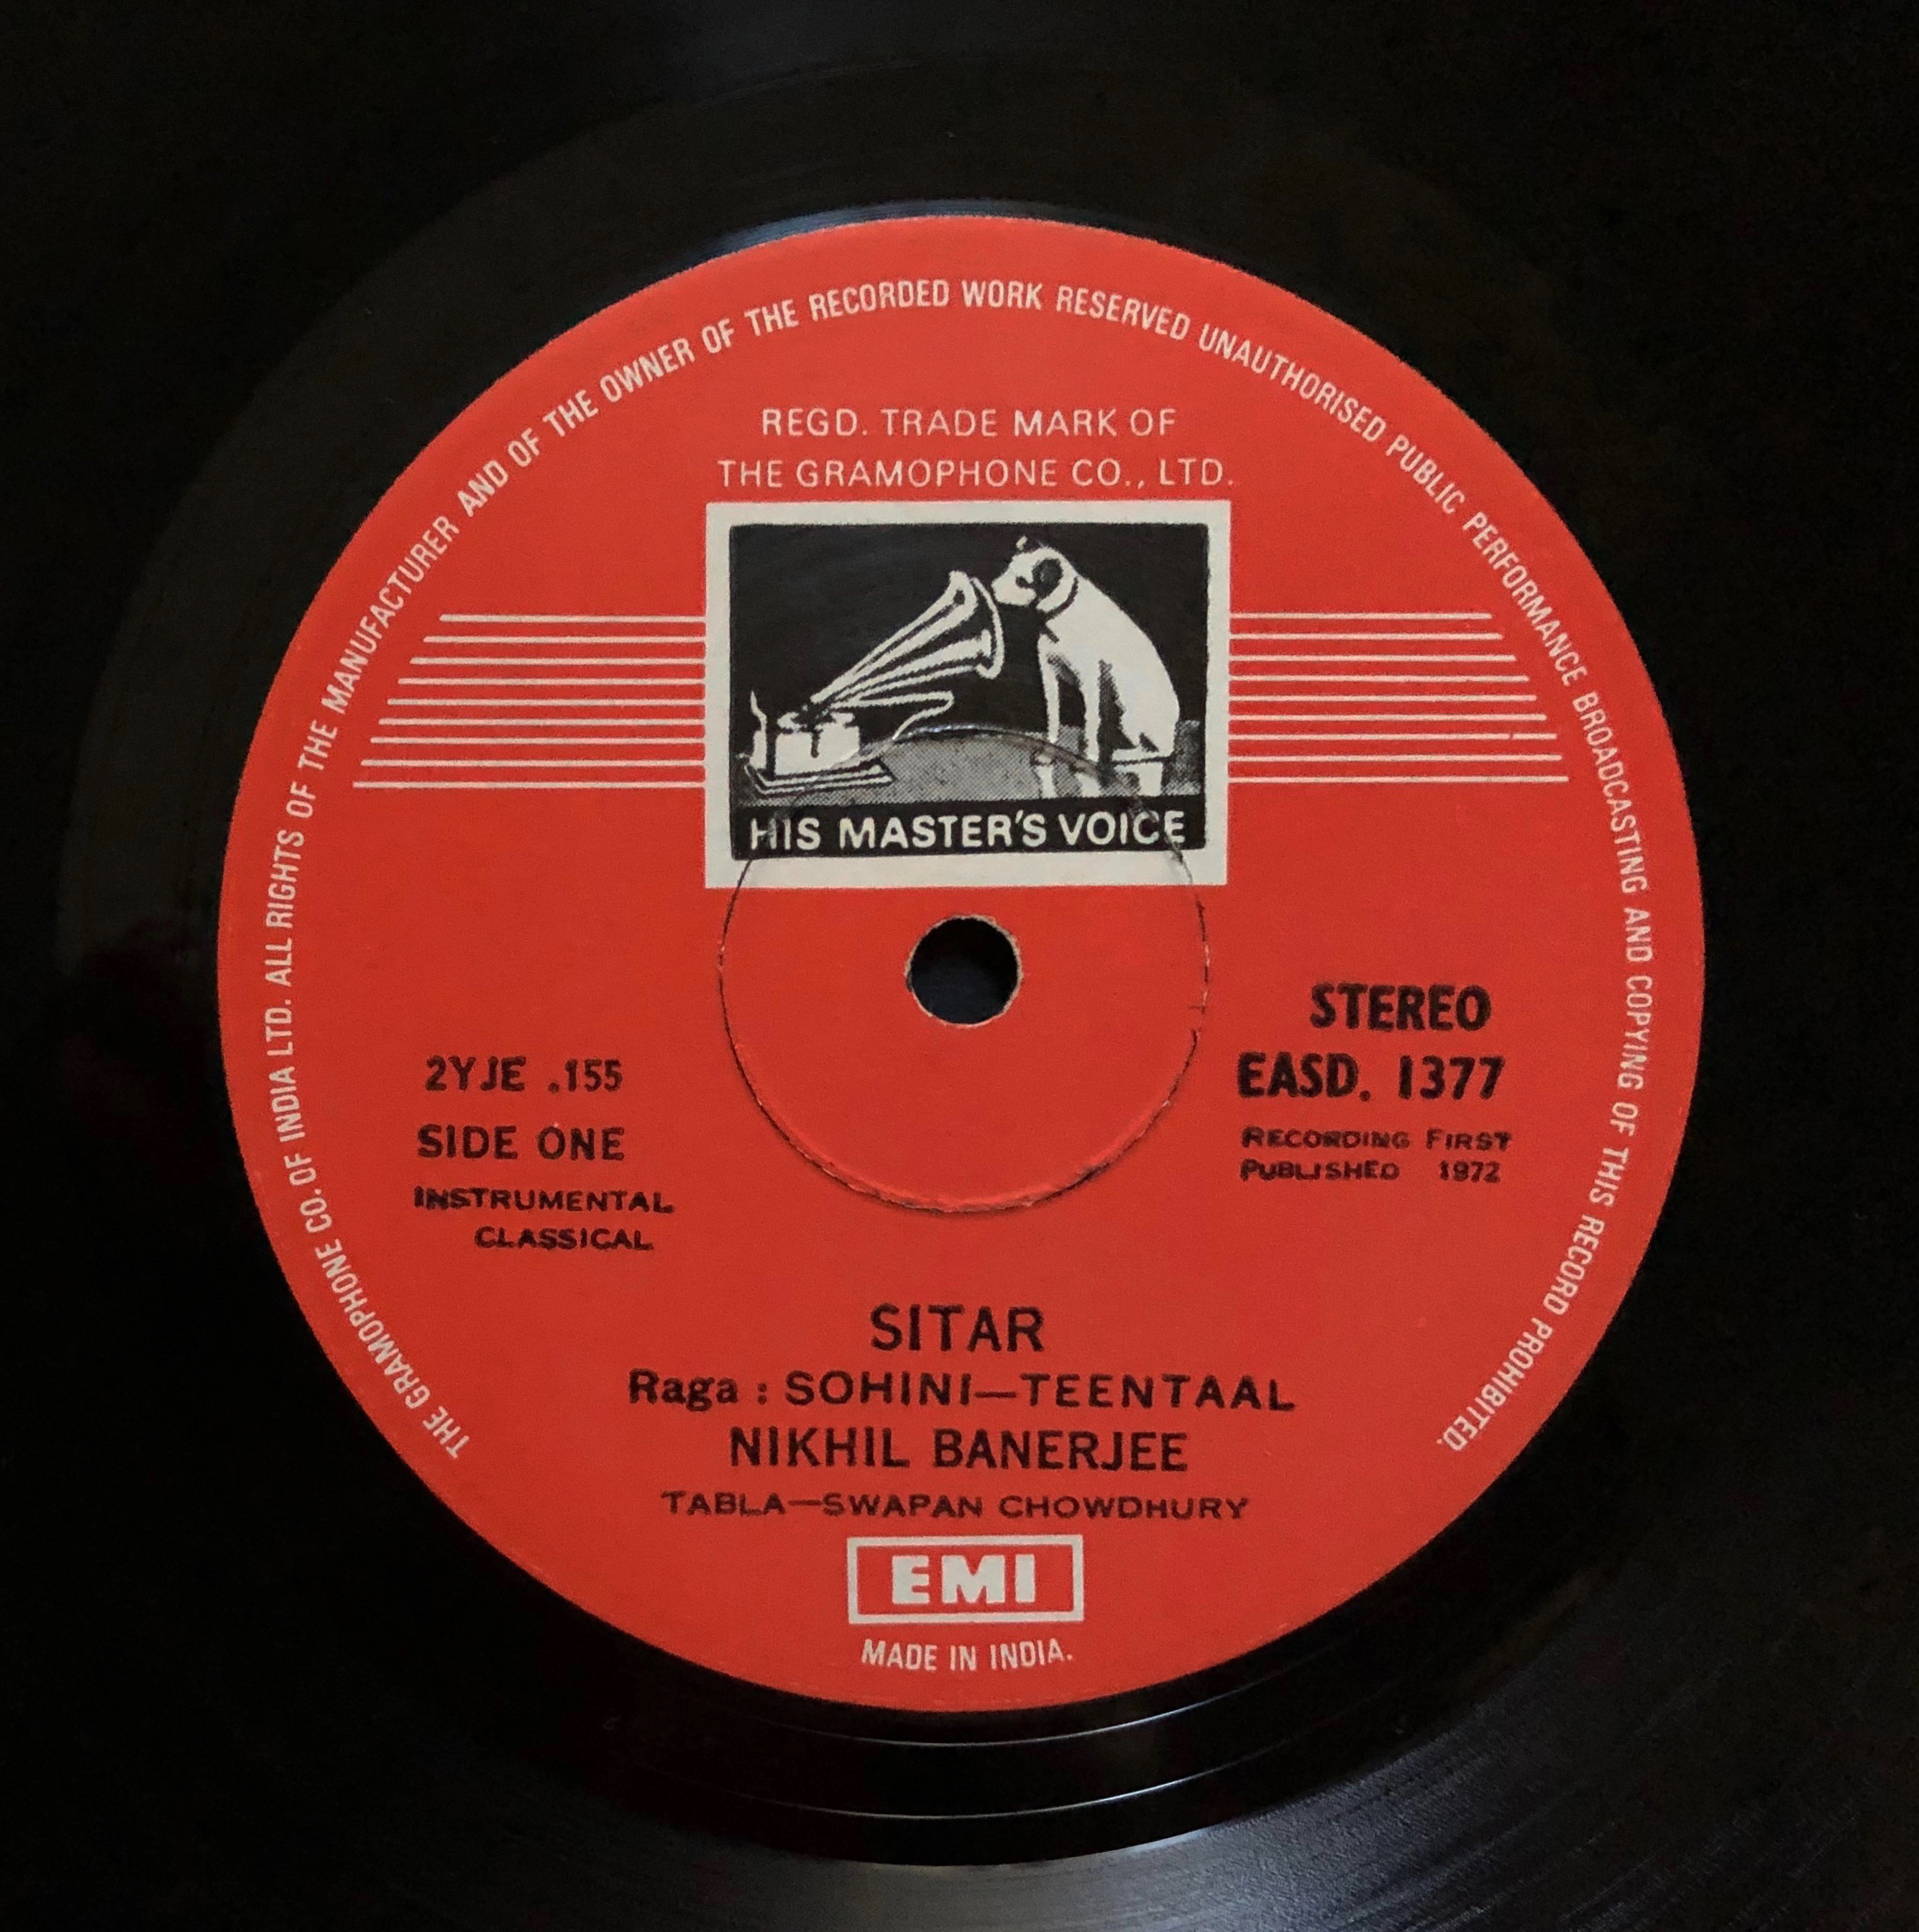 THE GRAMOPHONE CO. OF INDIA LTD. ALL RIGHTS OF THE MANUFACTURER AND OF THE OWNER OF THE RECORDED WORK RESERVED UNAUTHORISED PUBLIC PERFORMANCE BROADCASTING AND COPYING OF THIS RECORD PROHIBITED.
REGD. TRADE MARK OF
THE GRAMOPHONE CO., LTD.
HIS MASTER'S VOICE
2YJE .155
SIDE ONE
INSTRUMENTAL
CLASSICAL
STEREO
EASD. 1377
RECORDING FIRST
PUBLISHED 1972
SITAR
Raga : SOHINI—TEENTAAL
NIKHIL BANERJEE
TABLA—SWAPAN CHOWDHURY
EMI
MADE IN INDIA.